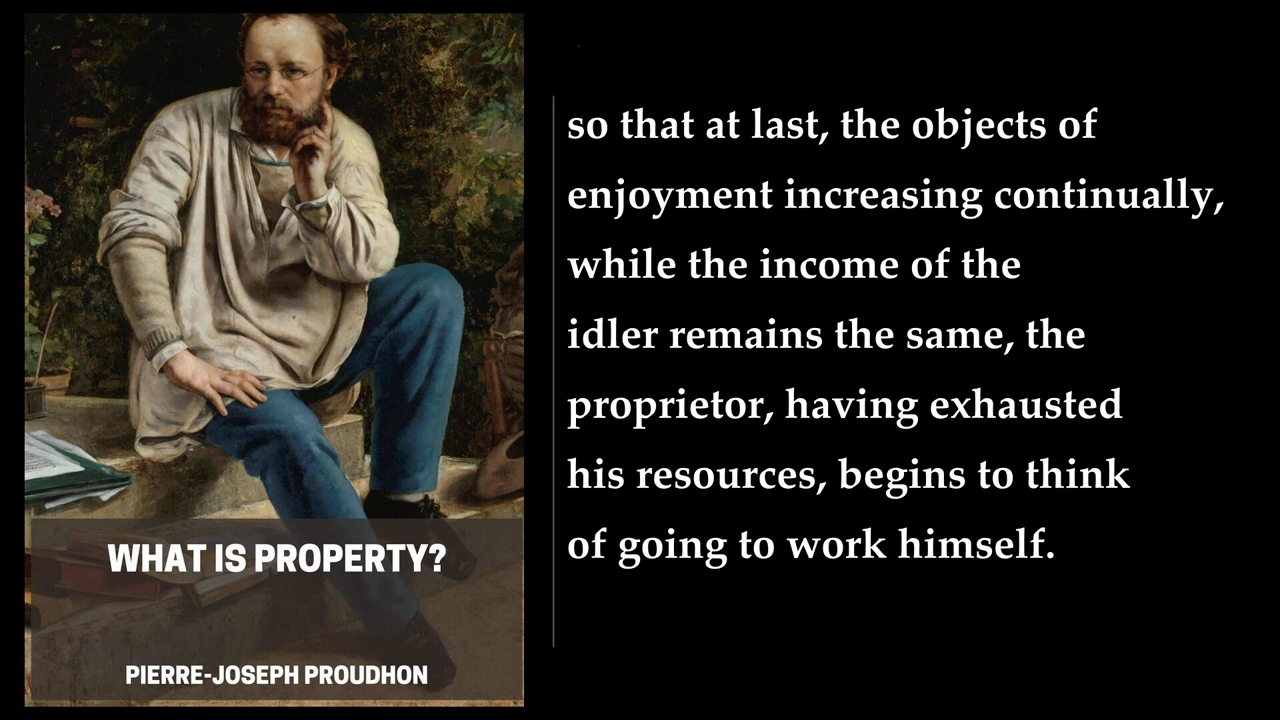 WHAT IS PROPERTY?
PIERRE-JOSEPH PROUDHON
so that at last, the objects of
enjoyment increasing continually,
while the income of the
idler remains the same, the
proprietor, having exhausted
his resources, begins to think
of going to work himself.